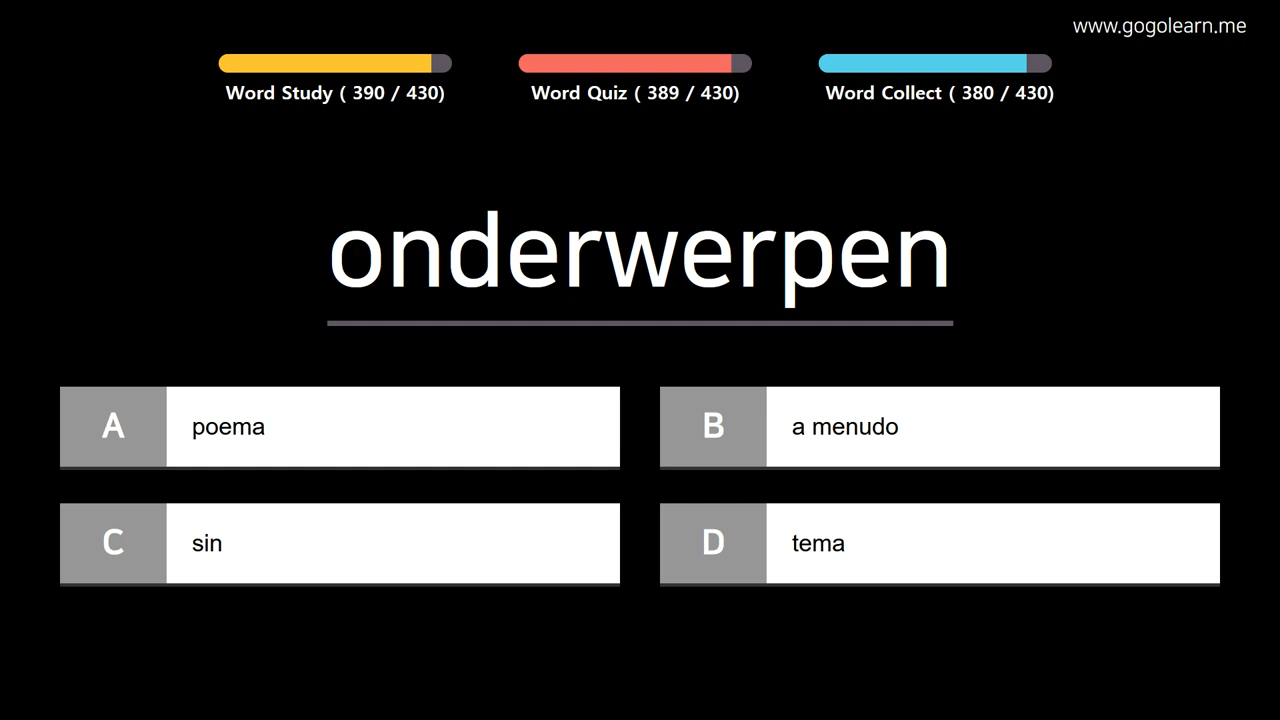 www.gogolearn.me
Word Study ( 390 / 430)
Word Quiz ( 389 / 430)
Word Collect ( 380 / 430)
onderwerpen
A
poema
B
a menudo
C
sin
D
tema